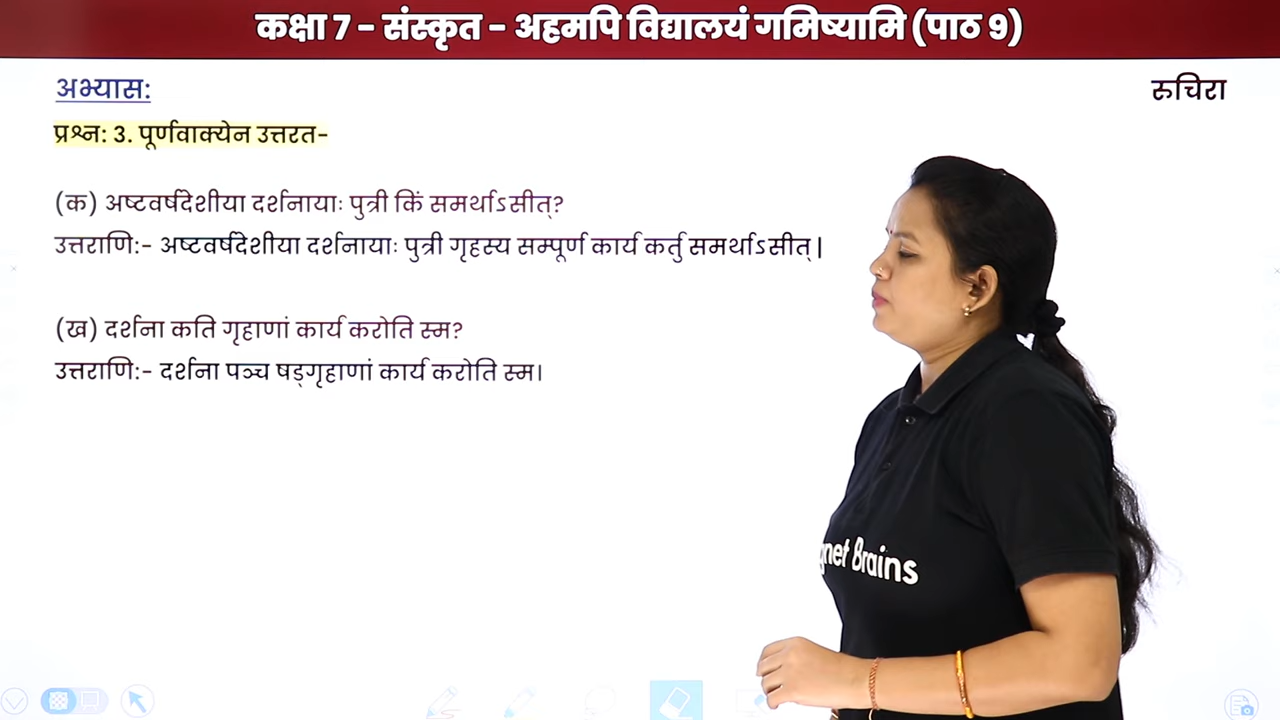 कक्षा 7 - संस्कृत - अहमपि विद्यालयं गमिष्यामि (पाठ 9)
अभ्यास:
रुचिरा
प्रश्न: 3. पूर्णवाक्येन उत्तरत-
(क) अष्टवर्षदेशीया दर्शनायाः पुत्री किं समर्थाऽसीत्?
उत्तराणि:- अष्टवर्षदेशीया दर्शनायाः पुत्री गृहस्य सम्पूर्ण कार्य कर्तु समर्थाऽसीत् |
(ख) दर्शना कति गृहाणां कार्य करोति स्म?
उत्तराणि:- दर्शना पञ्च षड्गृहाणां कार्य करोति स्म।
Brains